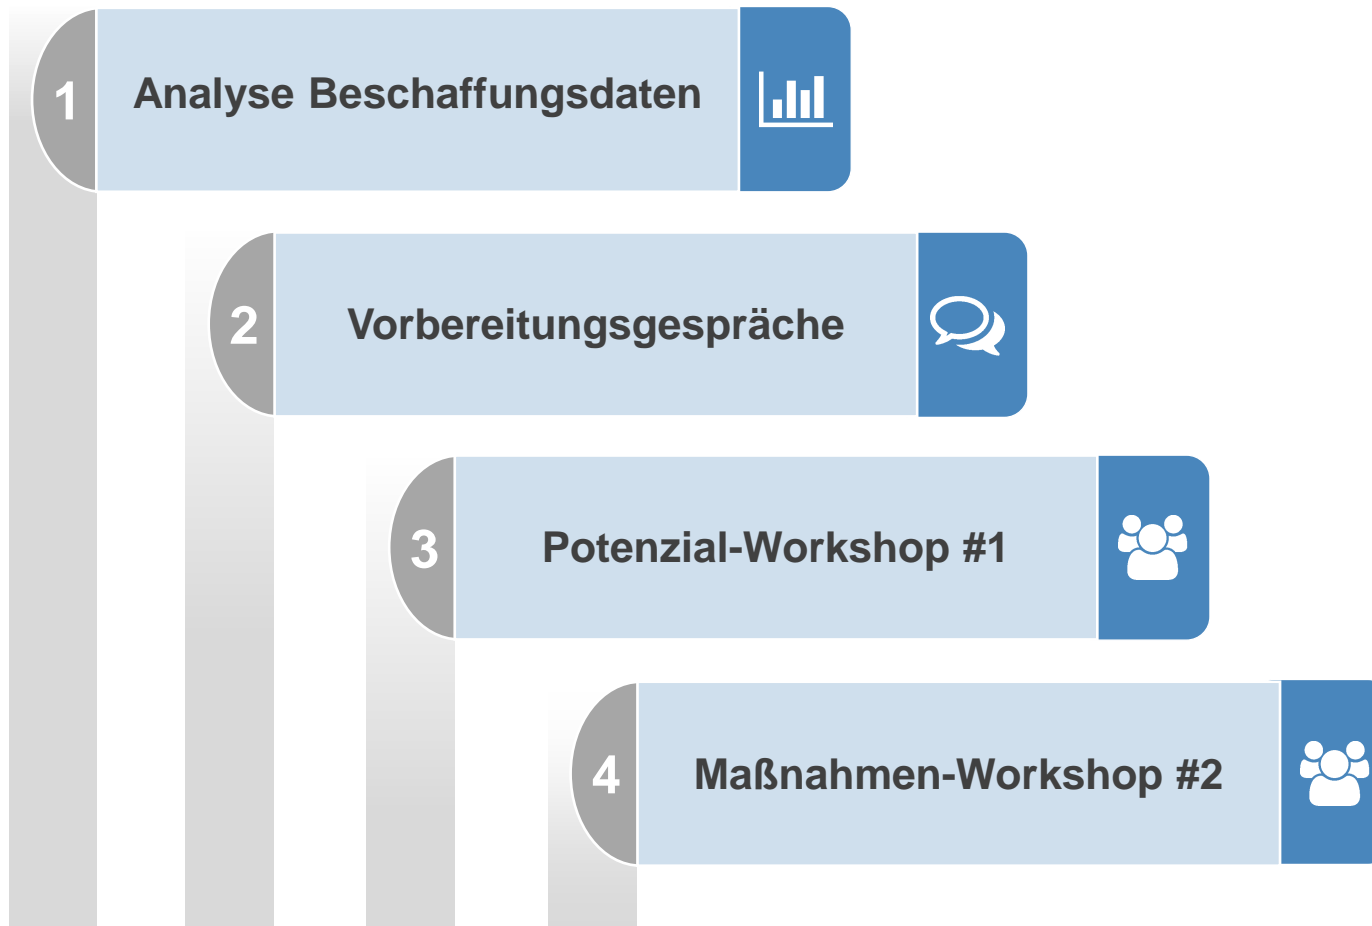 1
Analyse Beschaffungsdaten
2
Vorbereitungsgespräche
3
Potenzial-Workshop #1
4
Maßnahmen-Workshop #2